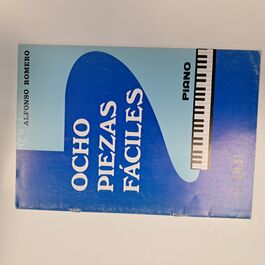 ALFONSO ROMERO
OCHO
PIEZAS
FÁCILES
PIANO